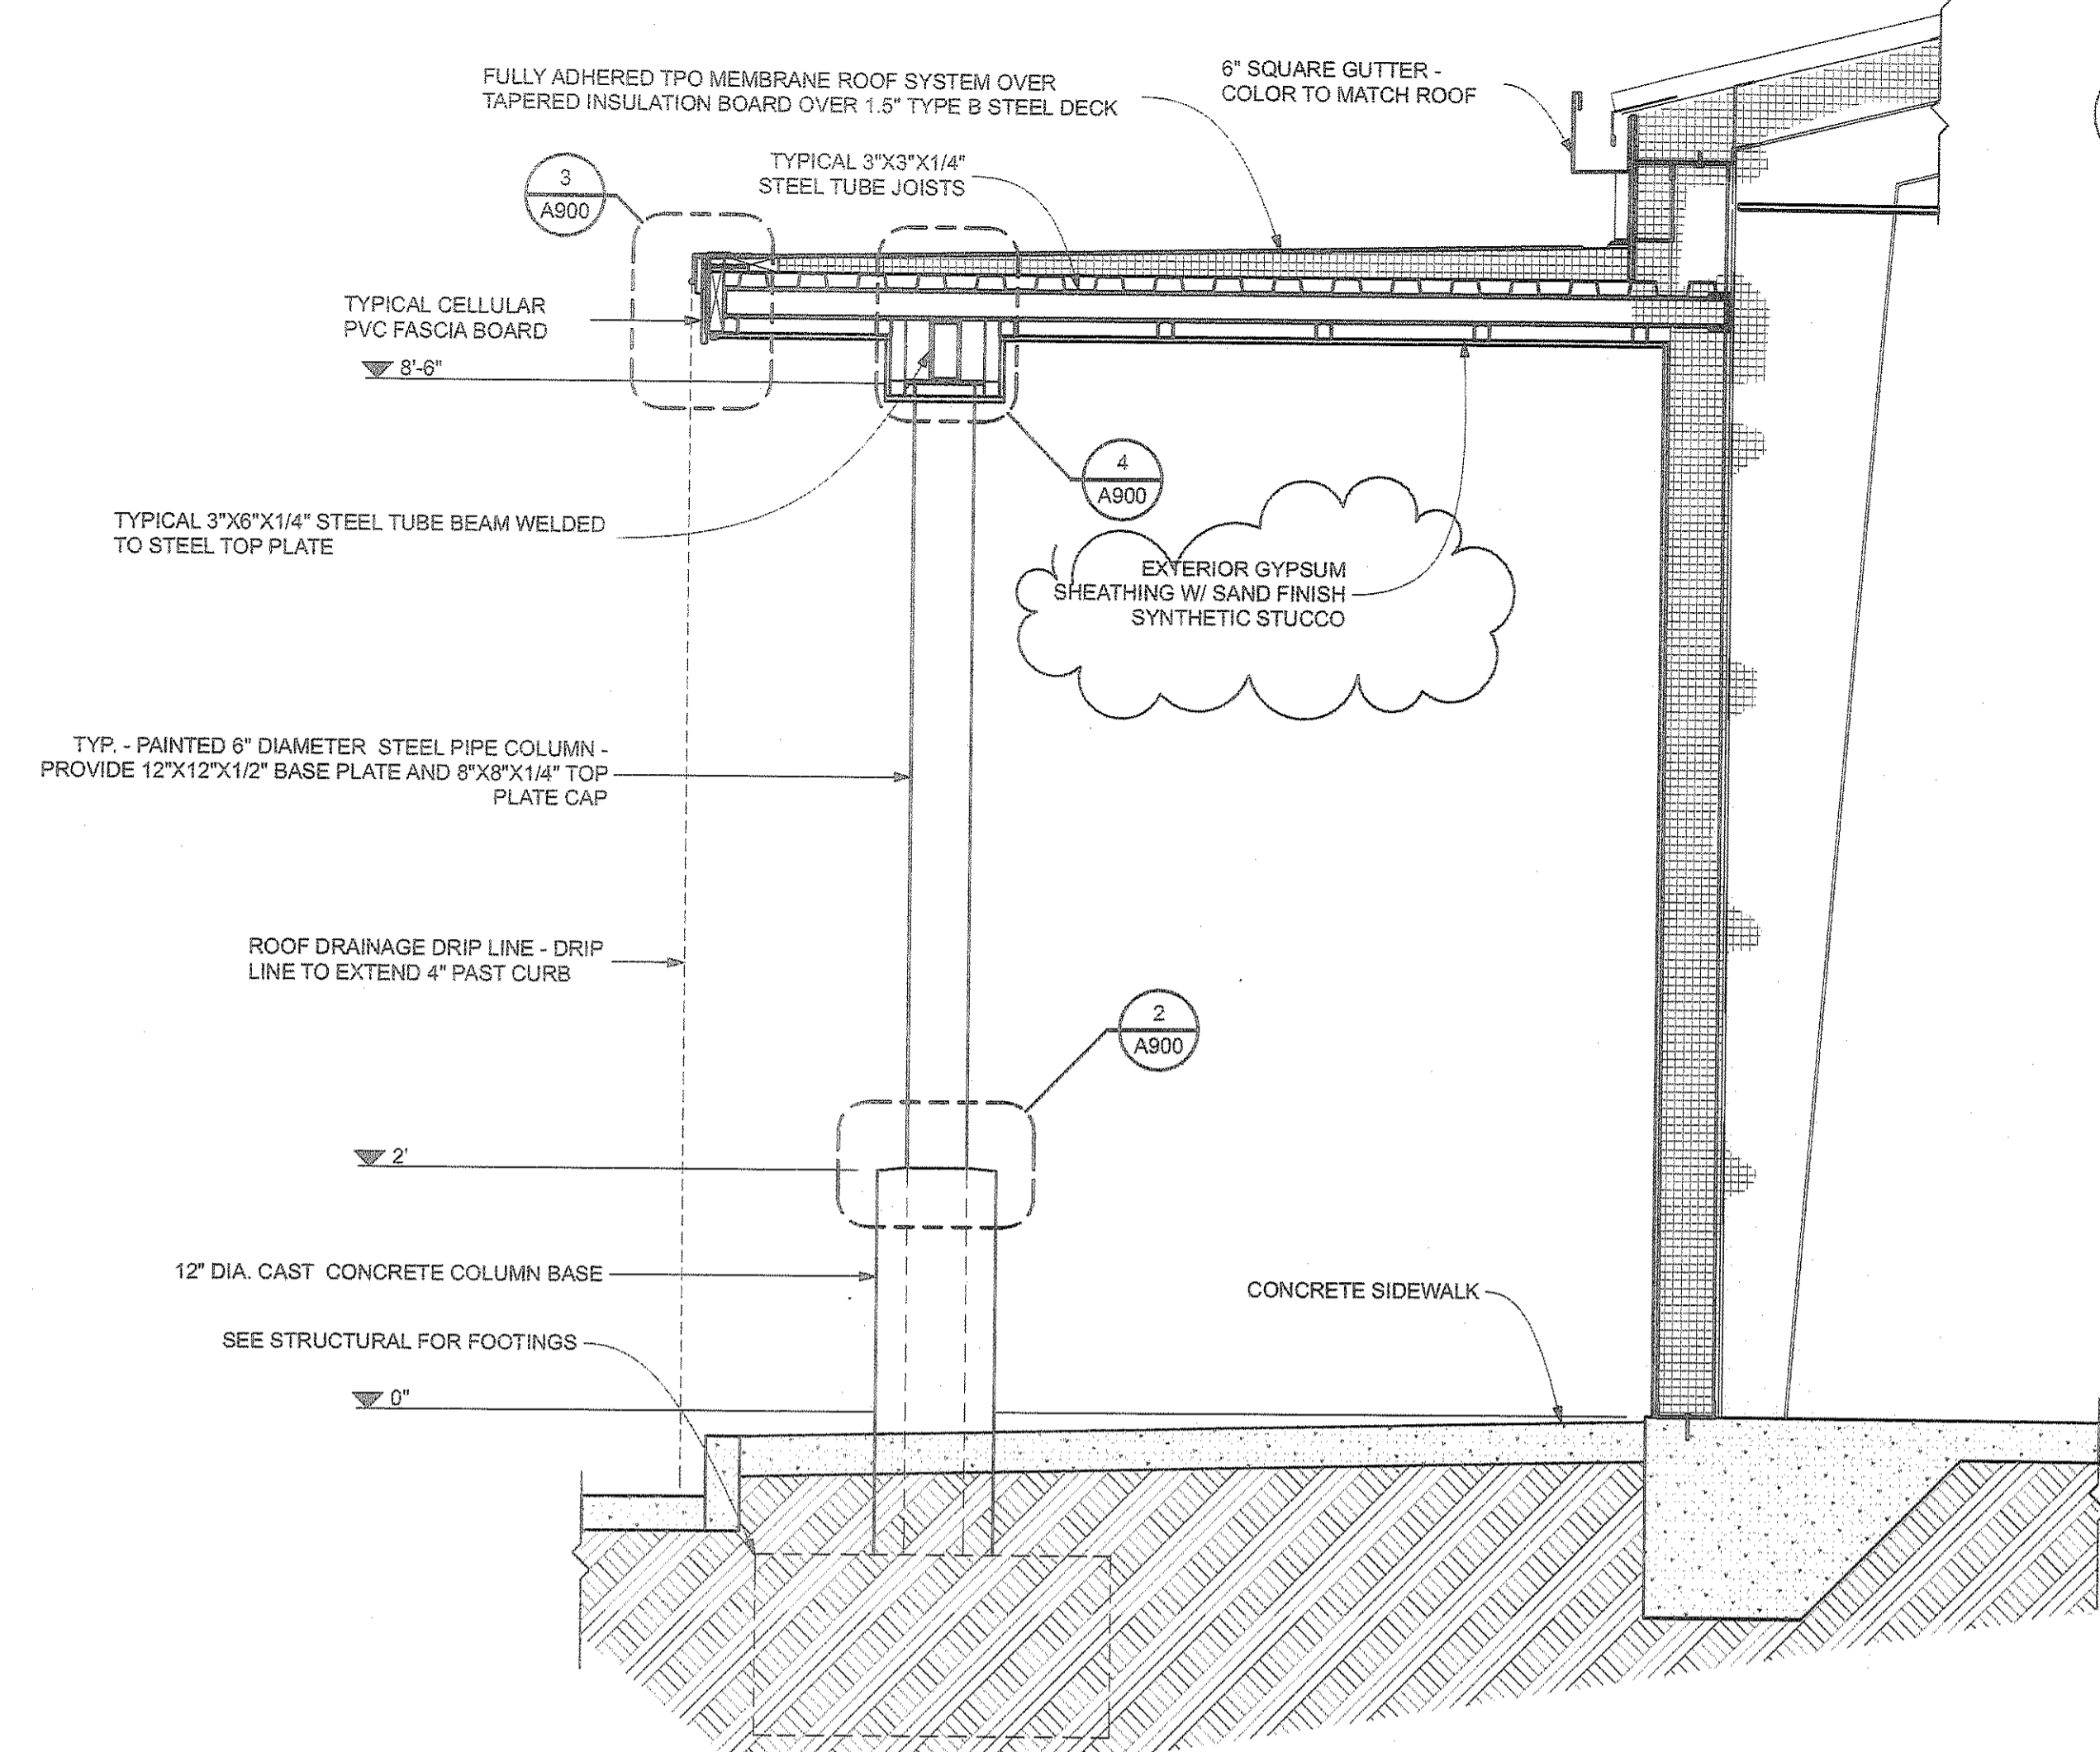 FULLY ADHERED TPO MEMBRANE ROOF SYSTEM OVER
TAPERED INSULATION BOARD OVER 1.5" TYPE B STEEL DECK
6" SQUARE GUTTER -
COLOR TO MATCH ROOF
TYPICAL 3"X3"X1/4"
STEEL TUBE JOISTS
3
A900
TYPICAL CELLULAR
PVC FASCIA BOARD
8'-6"
4
A900
TYPICAL 3"X6"X1/4" STEEL TUBE BEAM WELDED
TO STEEL TOP PLATE
EXTERIOR GYPSUM
SHEATHING W/ SAND FINISH
SYNTHETIC STUCCO
TYP. - PAINTED 6" DIAMETER STEEL PIPE COLUMN -
PROVIDE 12"X12"X1/2" BASE PLATE AND 8"X8"X1/4" TOP
PLATE CAP
ROOF DRAINAGE DRIP LINE - DRIP
LINE TO EXTEND 4" PAST CURB
2
A900
2'
12" DIA. CAST CONCRETE COLUMN BASE
CONCRETE SIDEWALK
SEE STRUCTURAL FOR FOOTINGS
0"